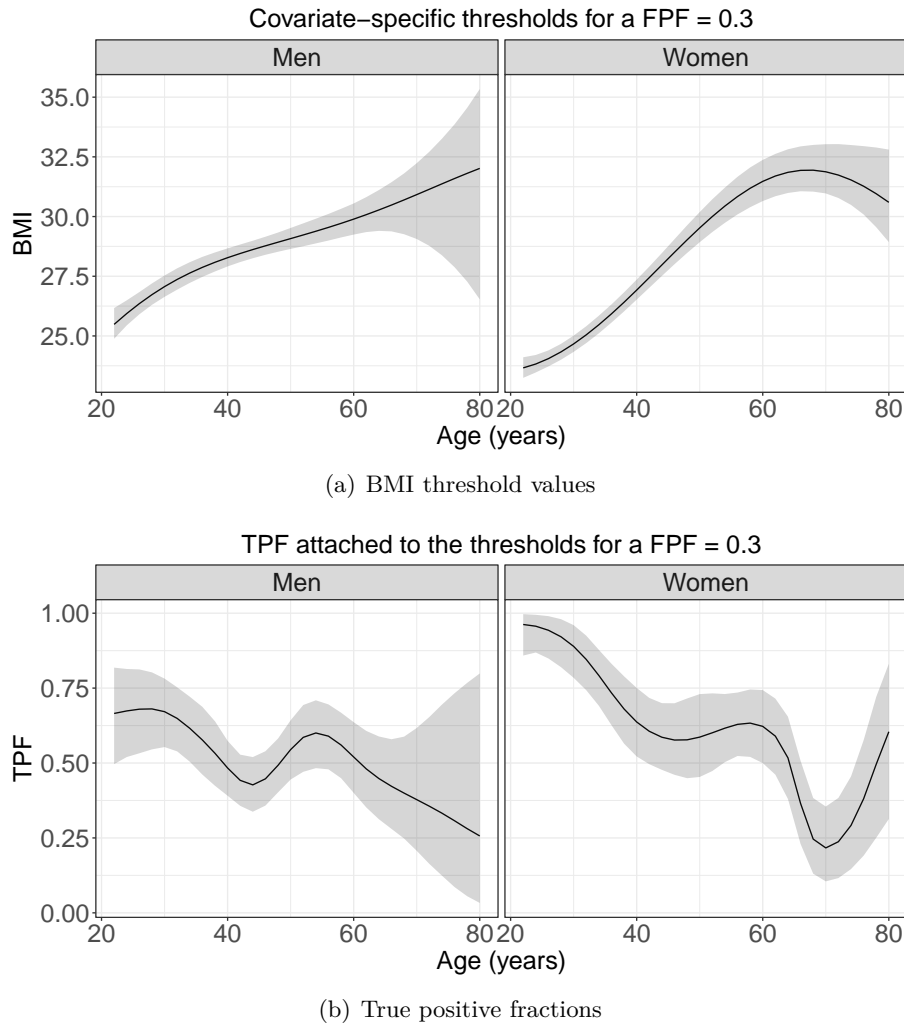 Covariate−specific thresholds for a FPF = 0.3
Men Women
35.0
32.5
30.0
27.5
25.0
BMI
20 40 60 80 20 40 60 80
Age (years)
(a) BMI threshold values
TPF attached to the thresholds for a FPF = 0.3
Men Women
1.00
0.75
0.50
0.25
0.00
TPF
20 40 60 80 20 40 60 80
Age (years)
(b) True positive fractions